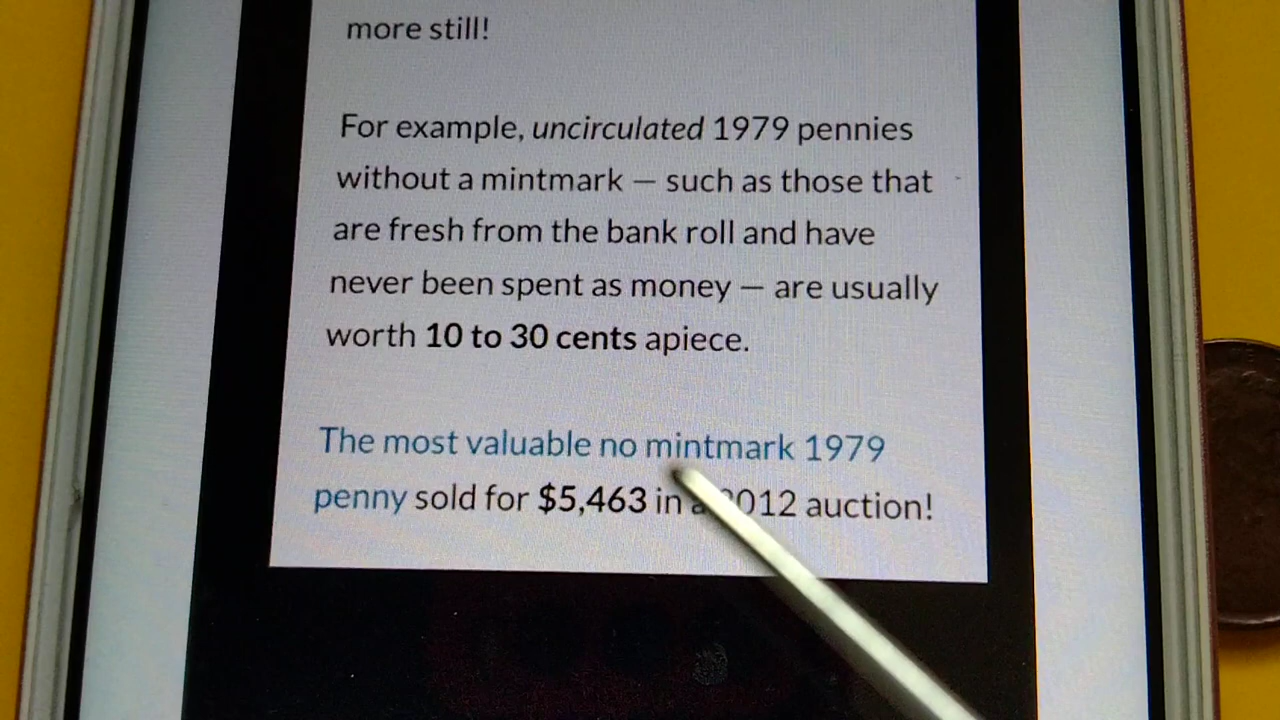 more still!
For example, uncirculated 1979 pennies
without a mintmark — such as those that
are fresh from the bank roll and have
never been spent as money — are usually
worth 10 to 30 cents apiece.
The most valuable no mintmark 1979
penny sold for $5,463 in a 2012 auction!